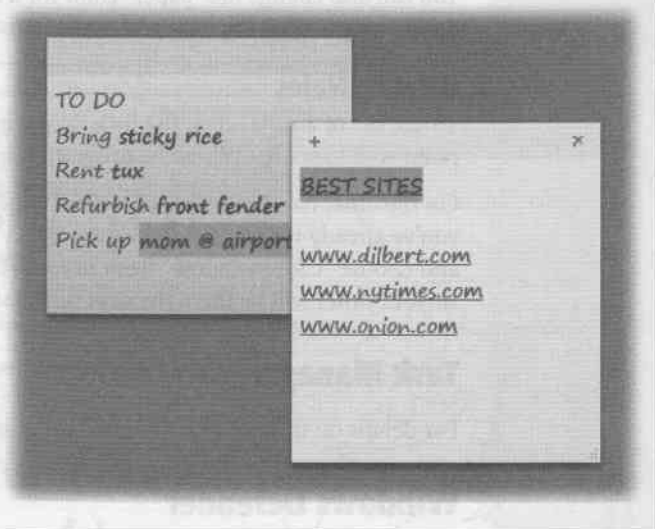 TO DO
Bring sticky rice
Rent tux
Refurbish front fender
Pick up mom @ airport
+ ×
BEST SITES
www.dilbert.com
www.nytimes.com
www.onion.com